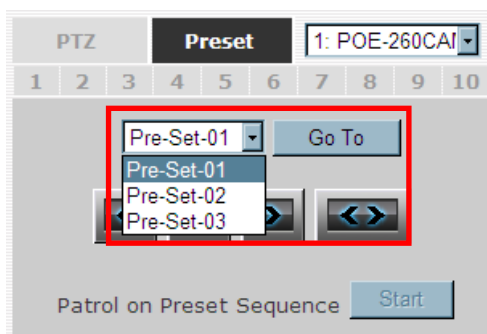 PTZ Preset 1: POE-260CAM
1 2 3 4 5 6 7 8 9 10
Pre-Set-01 Go To
Pre-Set-01
Pre-Set-02
Pre-Set-03
Patrol on Preset Sequence Start